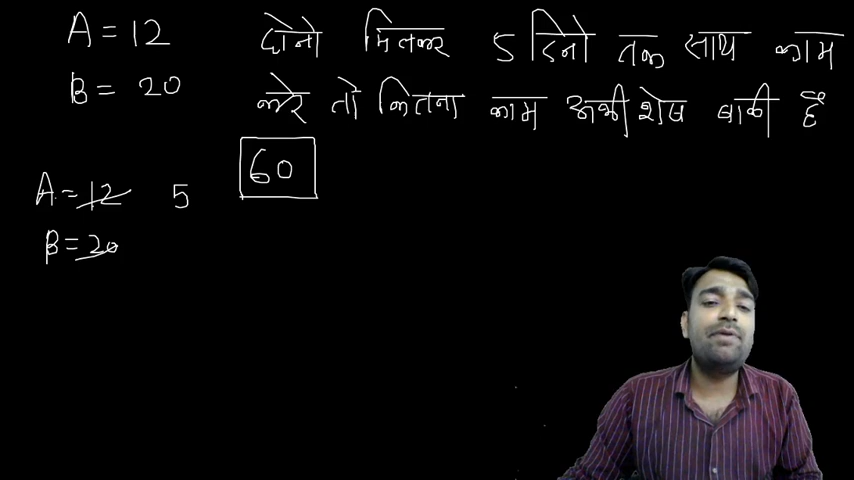 A = 12 दोनो मिलकर 5 दिनो तक साथ काम
B = 20 करे तो कितना काम अभी शेष बाकी है
60
A = 12 5
B = 20